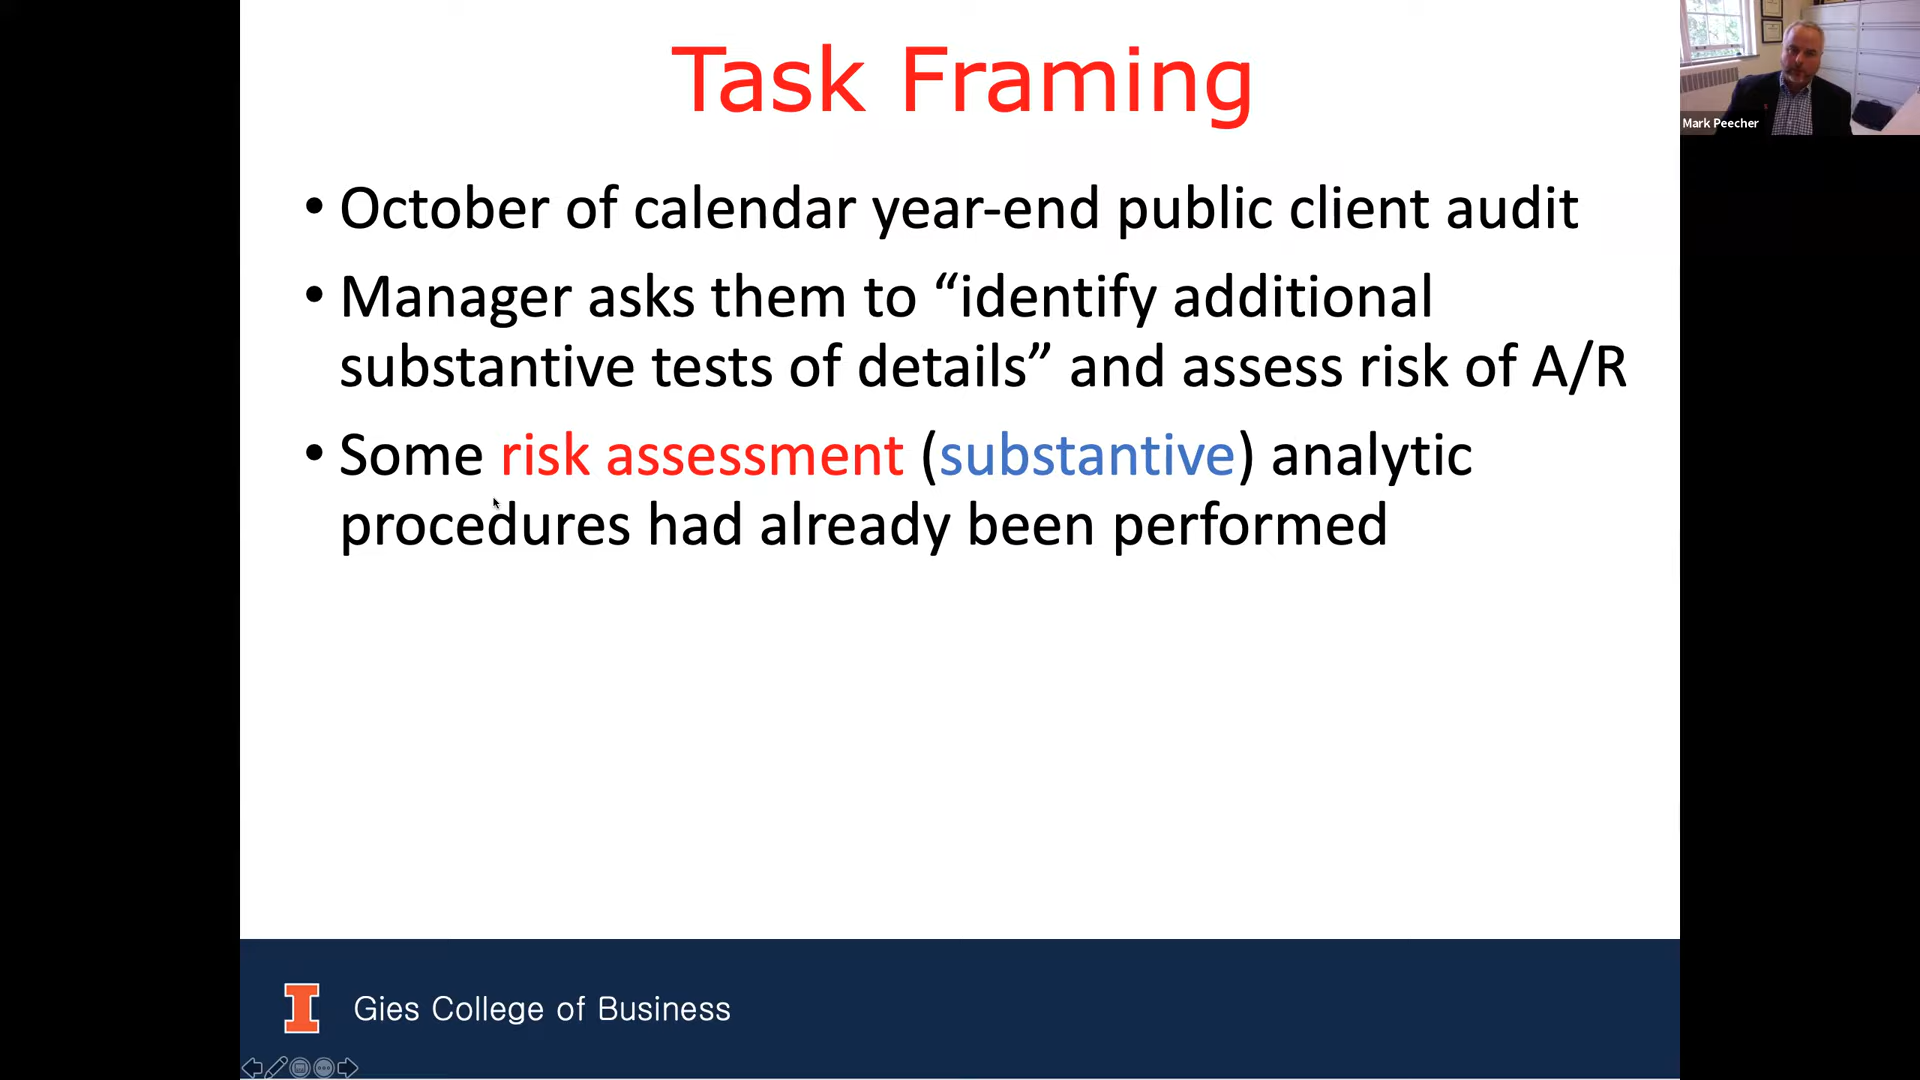 Task Framing
Mark Peecher
• October of calendar year-end public client audit
• Manager asks them to “identify additional
substantive tests of details” and assess risk of A/R
• Some risk assessment (substantive) analytic
procedures had already been performed
I Gies College of Business